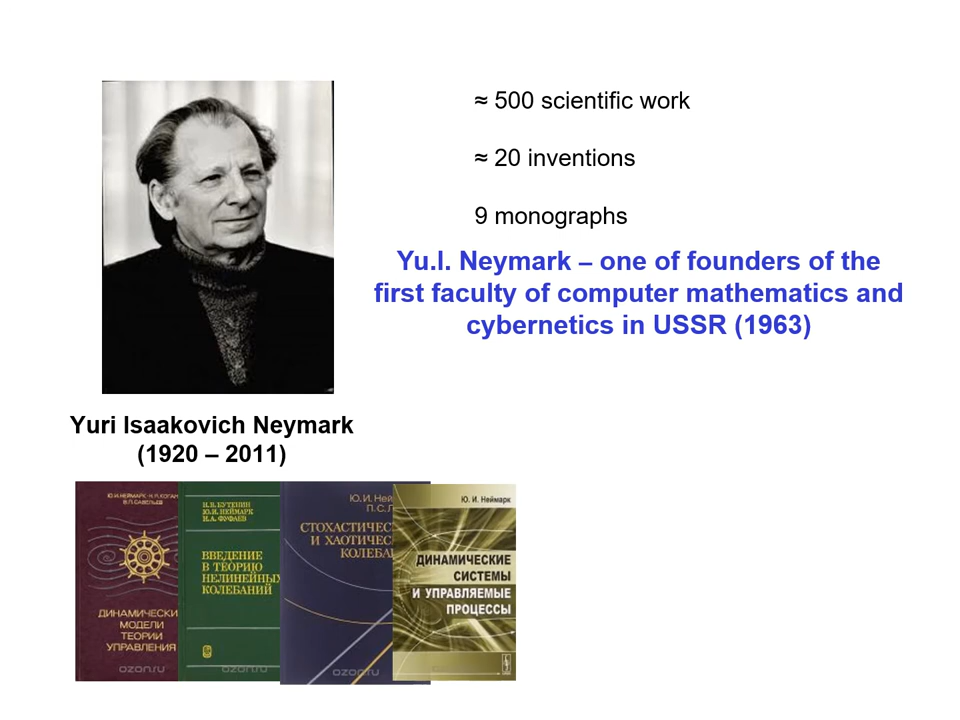 ≈ 500 scientific work
≈ 20 inventions
9 monographs
Yu.I. Neymark – one of founders of the
first faculty of computer mathematics and
cybernetics in USSR (1963)
Yuri Isaakovich Neymark
(1920 – 2011)
Ю.И.НЕЙМАРК, Н.Я.КОГАН
В.П.САВЕЛЬЕВ
ДИНАМИЧЕСКИ
МОДЕЛИ
ТЕОРИИ
УПРАВЛЕНИЯ
ozon.ru
Н.В.БУТЕНИН
Ю.И.НЕЙМАРК
Н.А.ФУФАЕВ
ВВЕДЕНИЕ
В ТЕОРИЮ
НЕЛИНЕЙНЫХ
КОЛЕБАНИЙ
ozon.ru
Ю.И. Ней
П.С.Л
СТОХАСТИЧЕС
И ХАОТИЧЕС
КОЛЕБА
ozon.ru
Ю. И. Неймарк
ДИНАМИЧЕСКИЕ
СИСТЕМЫ
И УПРАВЛЯЕМЫЕ
ПРОЦЕССЫ